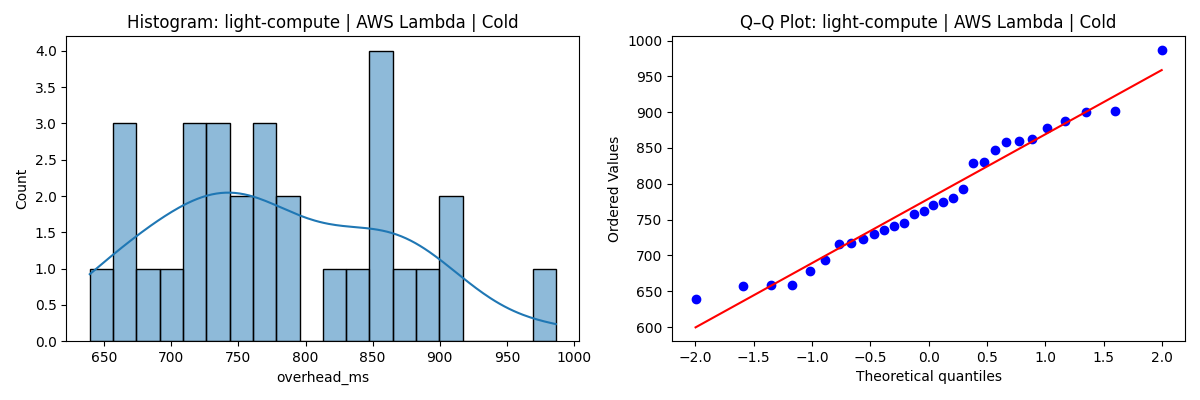 Histogram: light-compute | AWS Lambda | Cold
Count
4.0
3.5
3.0
2.5
2.0
1.5
1.0
0.5
0.0
650 700 750 800 850 900 950 1000
overhead_ms
Q–Q Plot: light-compute | AWS Lambda | Cold
Ordered Values
1000
950
900
850
800
750
700
650
600
−2.0 −1.5 −1.0 −0.5 0.0 0.5 1.0 1.5 2.0
Theoretical quantiles